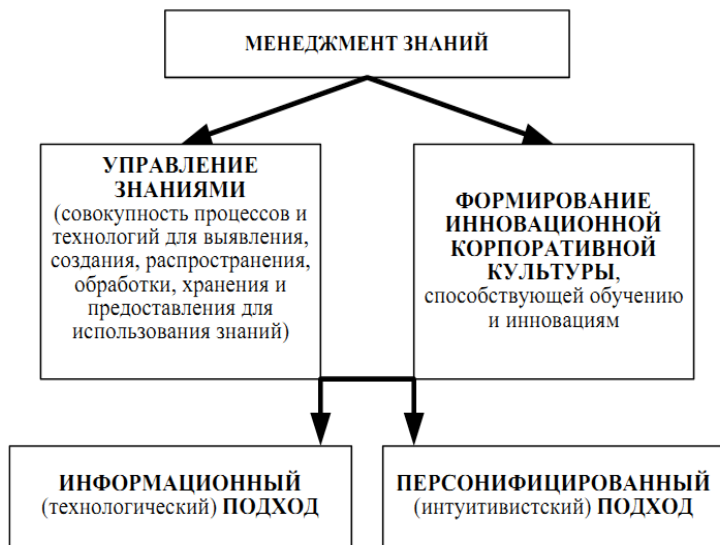 МЕНЕДЖМЕНТ ЗНАНИЙ
УПРАВЛЕНИЕ
ЗНАНИЯМИ
(совокупность процессов и
технологий для выявления,
создания, распространения,
обработки, хранения и
предоставления для
использования знаний)
ФОРМИРОВАНИЕ
ИННОВАЦИОННОЙ
КОРПОРАТИВНОЙ
КУЛЬТУРЫ,
способствующей обучению
и инновациям
ИНФОРМАЦИОННЫЙ
(технологический) ПОДХОД
ПЕРСОНИФИЦИРОВАННЫЙ
(интуитивистский) ПОДХОД